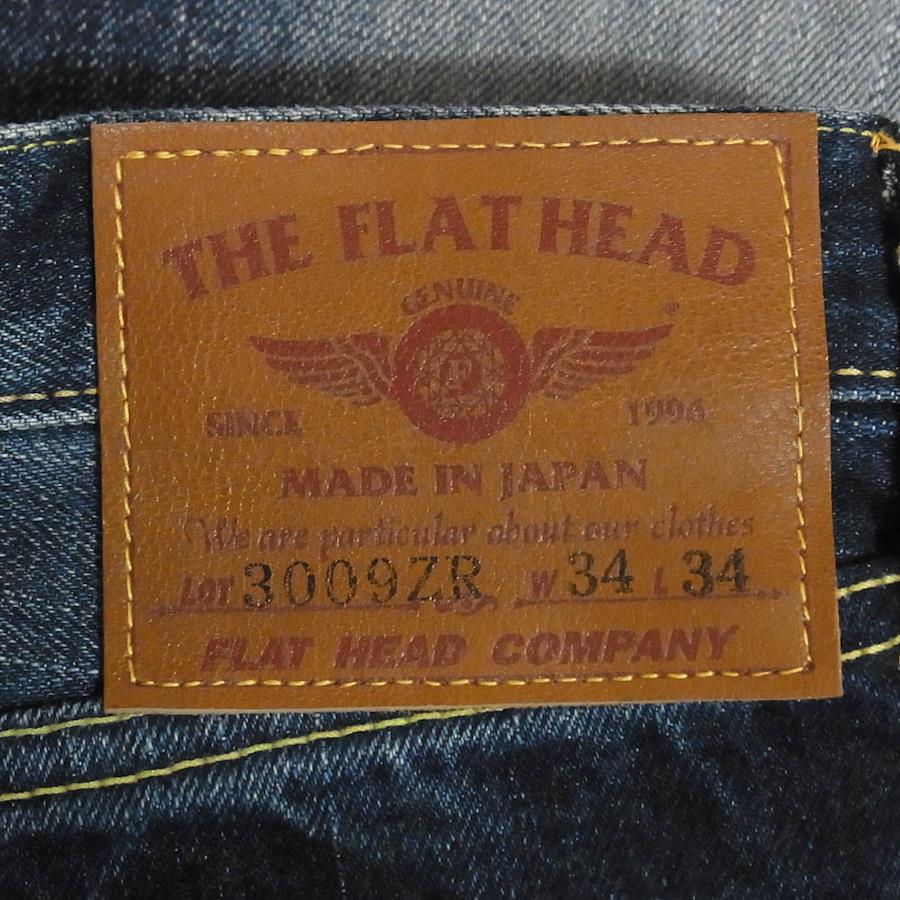 THE FLAT HEAD
GENUINE
®
F
SINCE 1996
MADE IN JAPAN
"We are particular about our clothes
LOT 3009ZR W 34 L 34
FLAT HEAD COMPANY